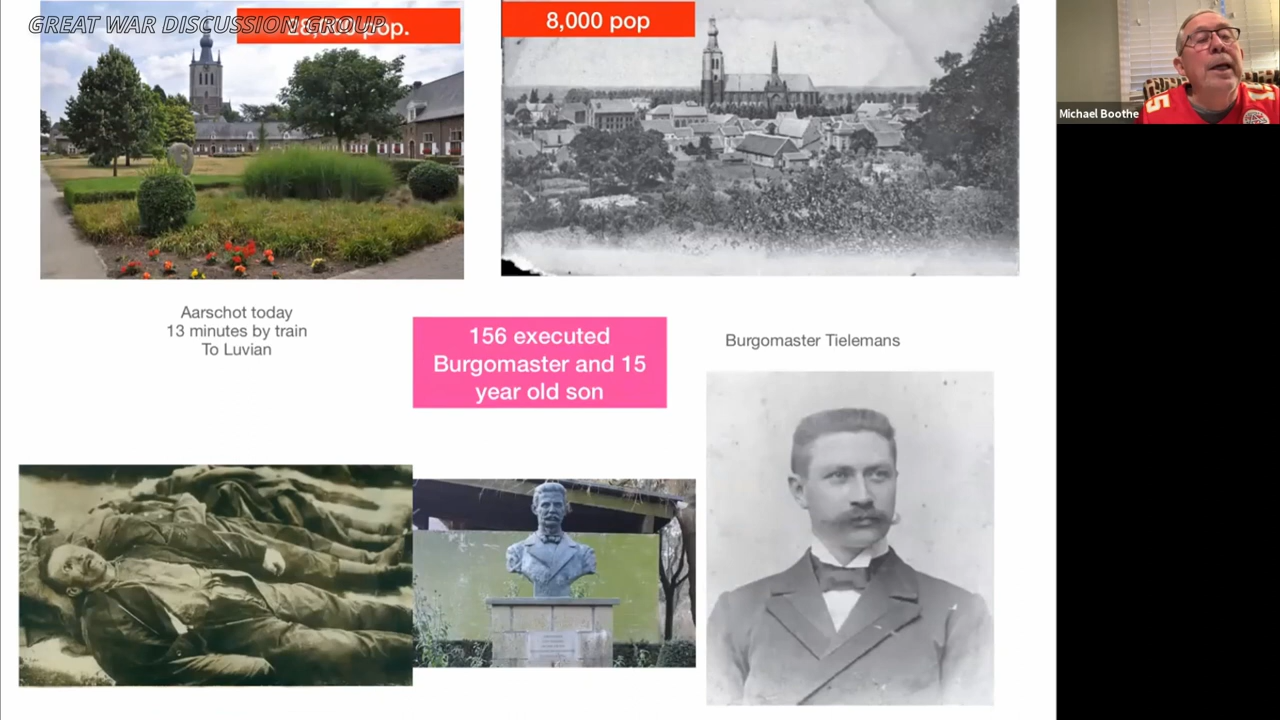 GREAT WAR DISCUSSION GROUP
pop.
8,000 pop
Michael Boothe
Aarschot today
13 minutes by train
To Luvian
156 executed
Burgomaster and 15
year old son
Burgomaster Tielemans